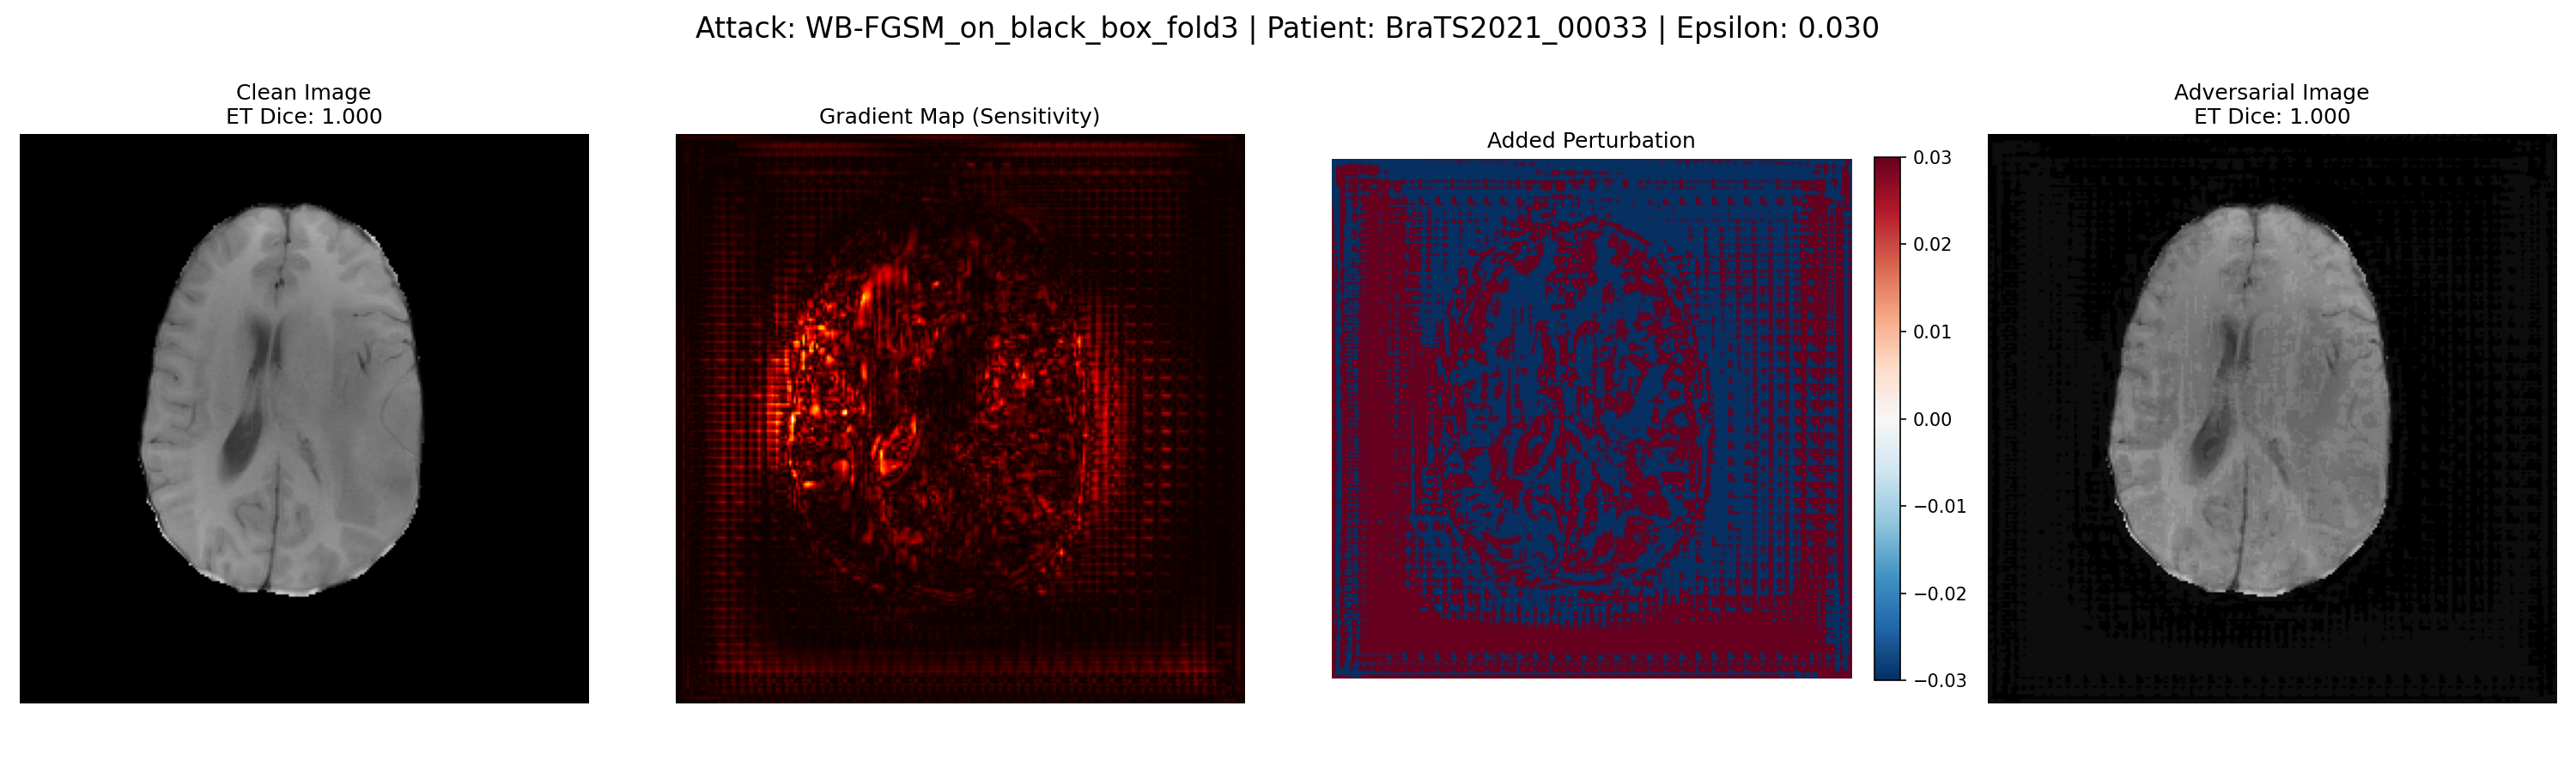 Attack: WB-FGSM_on_black_box_fold3 | Patient: BraTS2021_00033 | Epsilon: 0.030
Clean Image
ET Dice: 1.000
Gradient Map (Sensitivity)
Added Perturbation
0.03
0.02
0.01
0.00
−0.01
−0.02
−0.03
Adversarial Image
ET Dice: 1.000